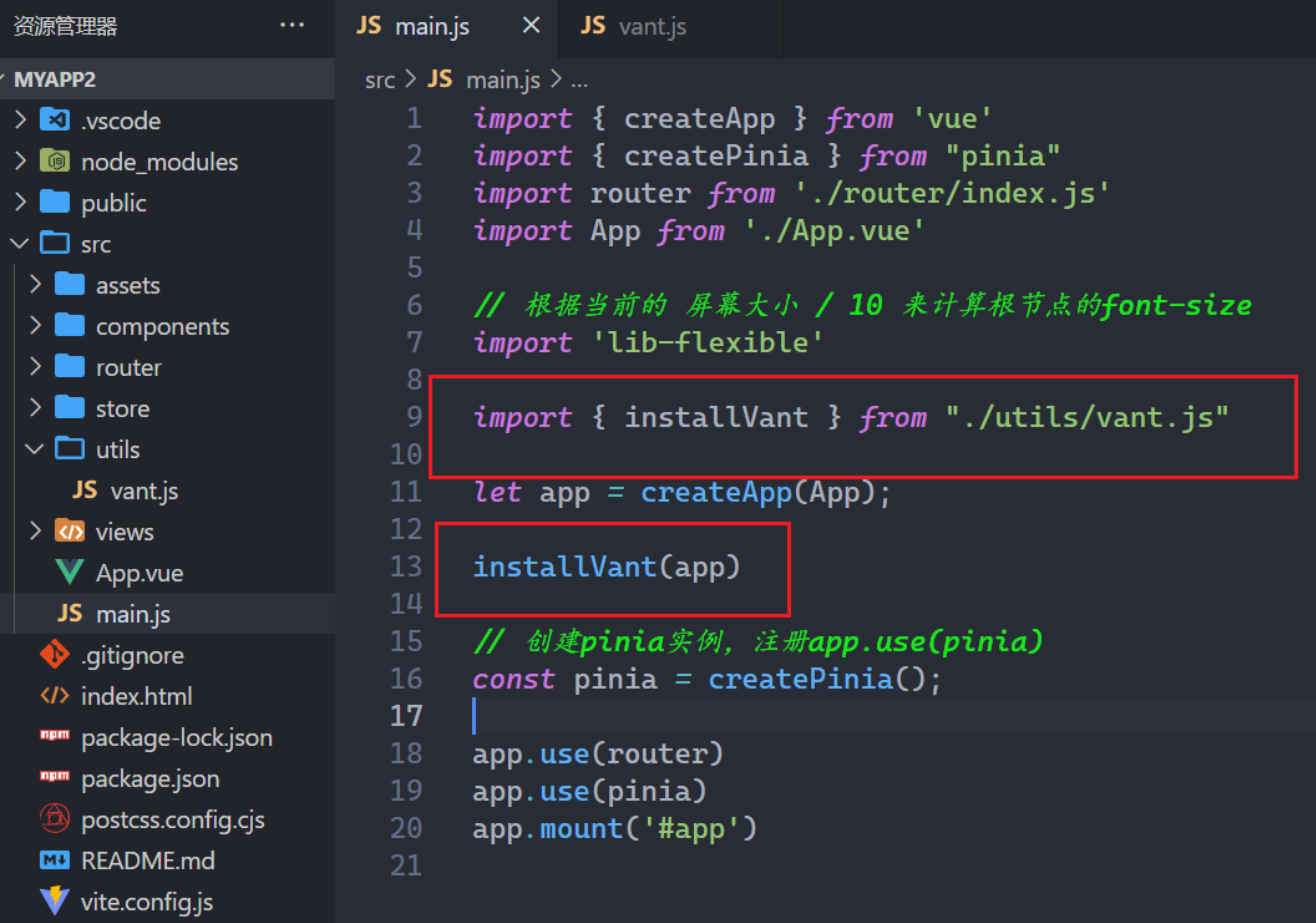 资源管理器
MYAPP2
.vscode
node_modules
public
src
assets
components
router
store
utils
JS vant.js
views
App.vue
JS main.js
.gitignore
index.html
npm package-lock.json
npm package.json
postcss.config.cjs
README.md
vite.config.js
JS main.js
JS vant.js
src > JS main.js > ...
1 import { createApp } from 'vue'
2 import { createPinia } from "pinia"
3 import router from './router/index.js'
4 import App from './App.vue'
5
6 // 根据当前的 屏幕大小 / 10 来计算根节点的font-size
7 import 'lib-flexible'
8
9 import { installVant } from "./utils/vant.js"
10
11 let app = createApp(App);
12
13 installVant(app)
14
15 // 创建pinia实例, 注册app.use(pinia)
16 const pinia = createPinia();
17
18 app.use(router)
19 app.use(pinia)
20 app.mount('#app')
21